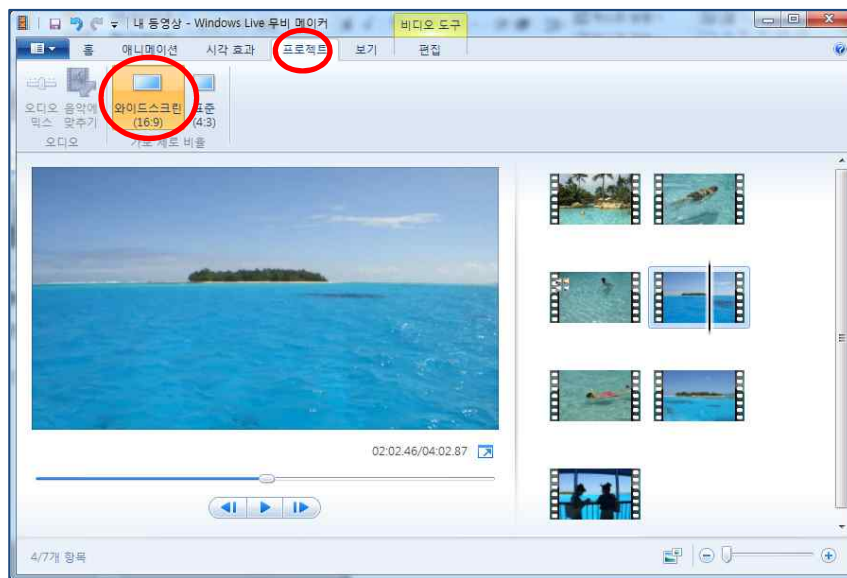 내 동영상 - Windows Live 무비 메이커
비디오 도구
홈 애니메이션 시각 효과 프로젝트 보기 편집
오디오 믹스
음악에 맞추기
와이드스크린 (16:9)
표준 (4:3)
오디오
가로 세로 비율
02:02.46/04:02.87
4/7개 항목